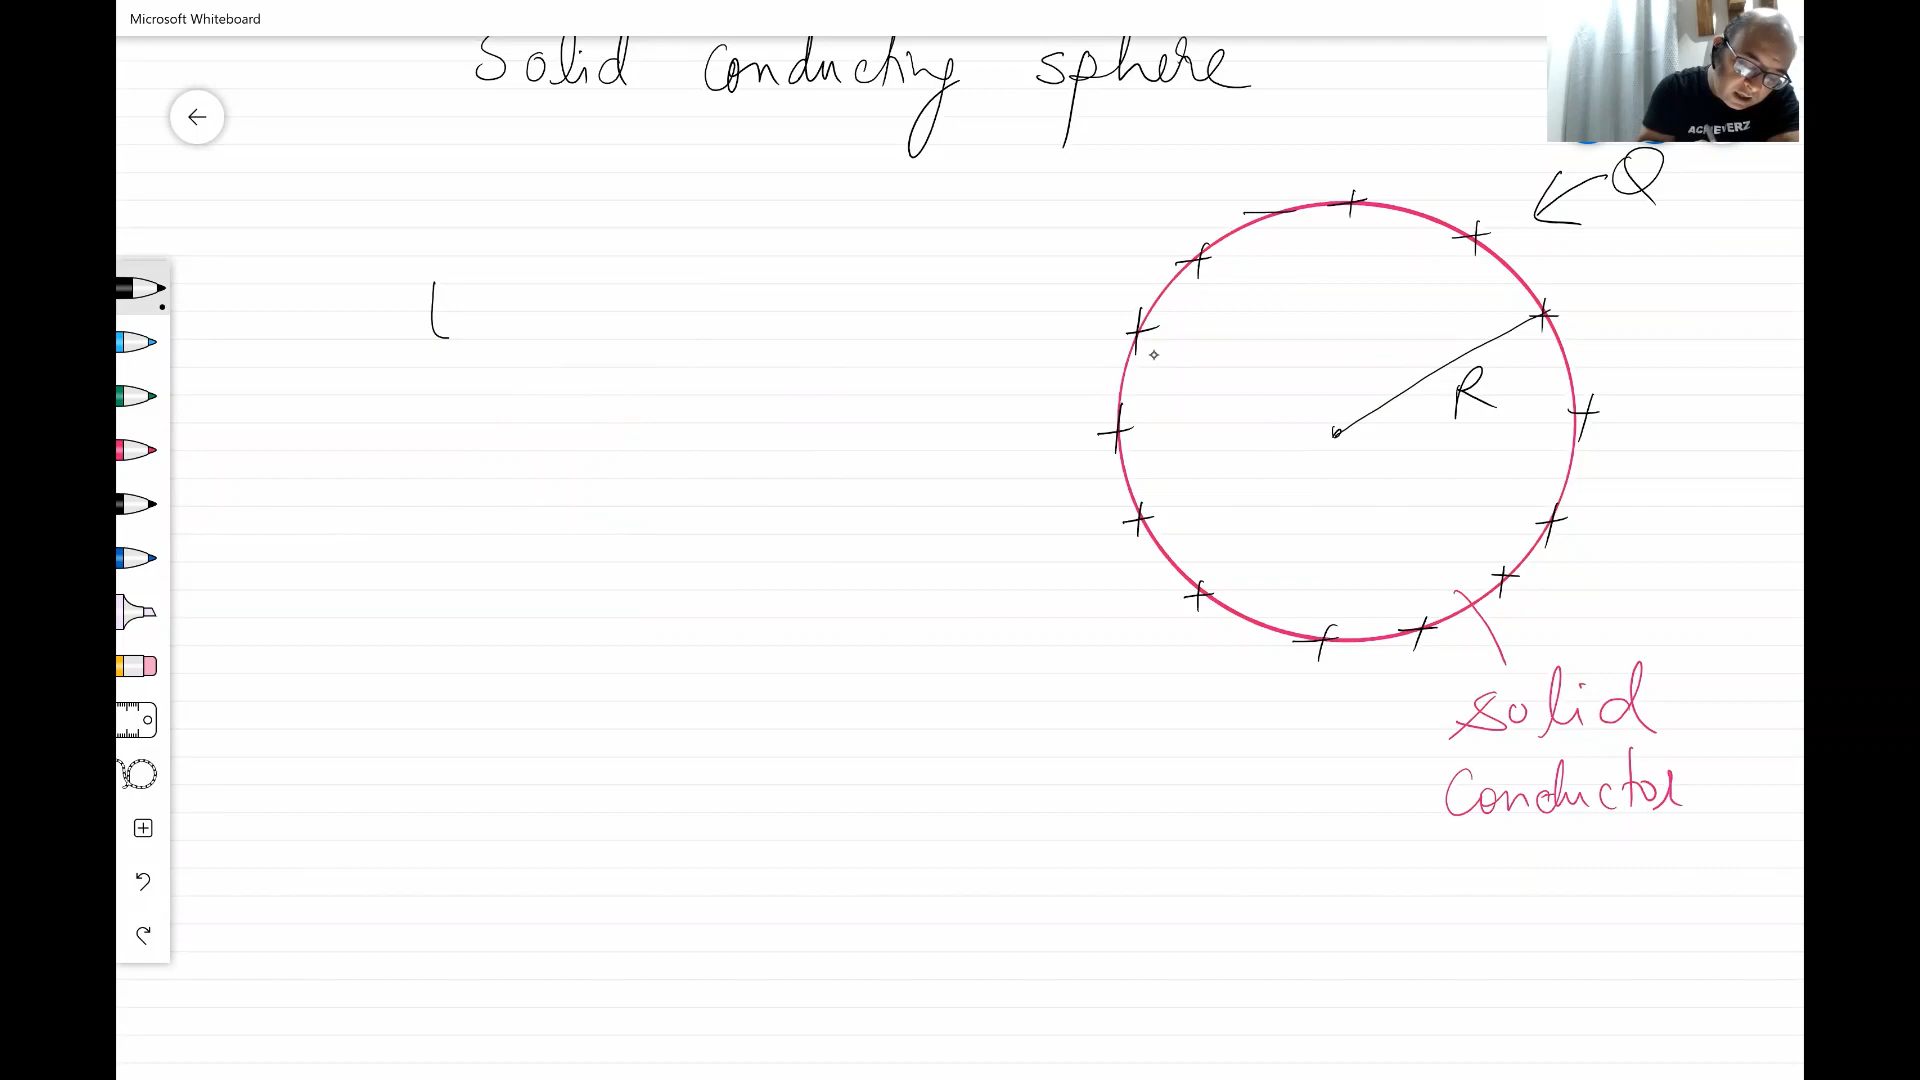 Microsoft Whiteboard
Solid Conducting sphere
ACHIEVERZ
Q
R
solid
Conductor